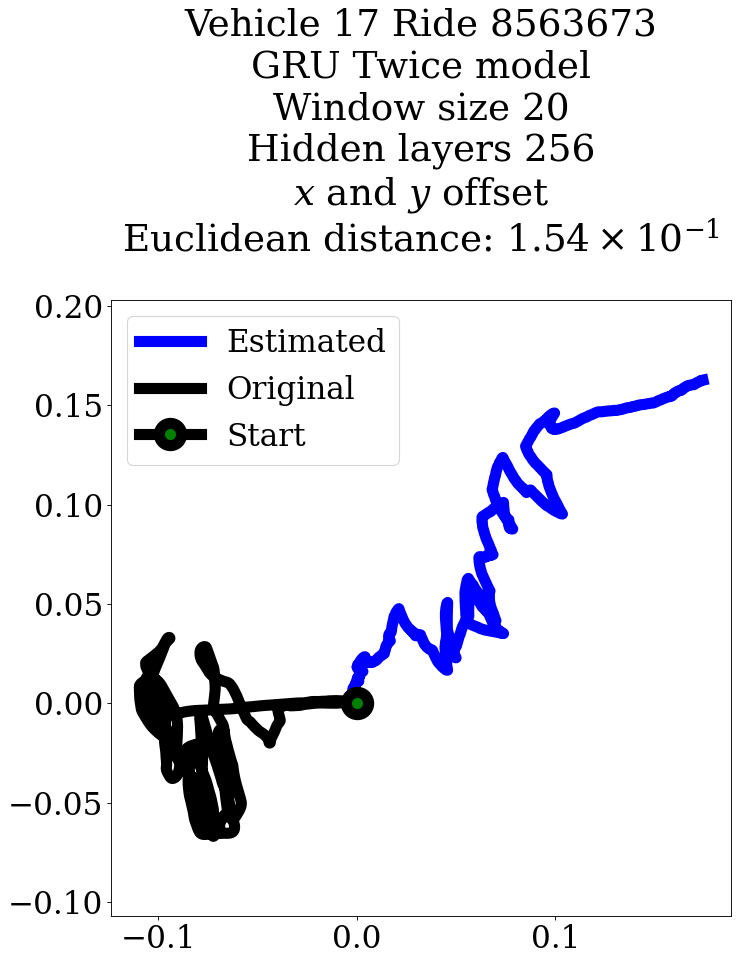 Vehicle 17 Ride 8563673
GRU Twice model
Window size 20
Hidden layers 256
x and y offset
Euclidean distance: 1.54 × 10⁻¹
0.20
0.15
0.10
0.05
0.00
−0.05
−0.10
Estimated
Original
Start
−0.1
0.0
0.1